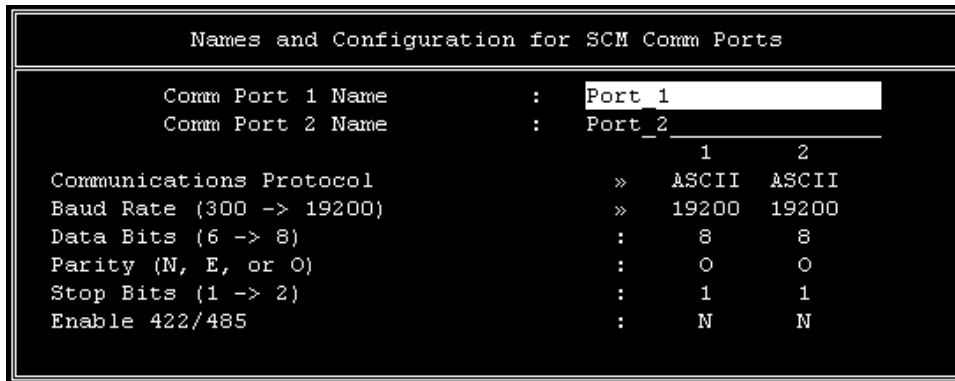 Names and Configuration for SCM Comm Ports
Comm Port 1 Name : Port_1
Comm Port 2 Name : Port_2
1 2
Communications Protocol » ASCII ASCII
Baud Rate (300 -> 19200) » 19200 19200
Data Bits (6 -> 8) : 8 8
Parity (N, E, or O) : O O
Stop Bits (1 -> 2) : 1 1
Enable 422/485 : N N